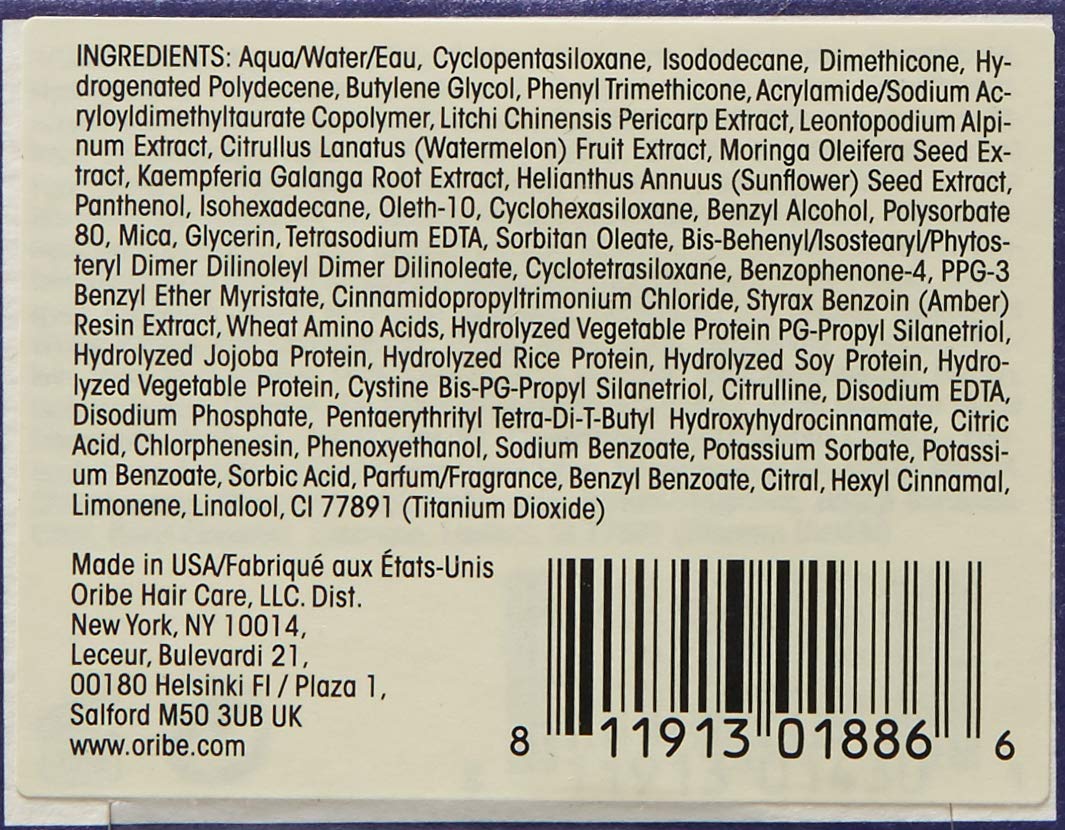 INGREDIENTS: Aqua/Water/Eau, Cyclopentasiloxane, Isododecane, Dimethicone, Hy-
drogenated Polydecene, Butylene Glycol, Phenyl Trimethicone, Acrylamide/Sodium Ac-
ryloyldimethyltaurate Copolymer, Litchi Chinensis Pericarp Extract, Leontopodium Alpi-
num Extract, Citrullus Lanatus (Watermelon) Fruit Extract, Moringa Oleifera Seed Ex-
tract, Kaempferia Galanga Root Extract, Helianthus Annuus (Sunflower) Seed Extract,
Panthenol, Isohexadecane, Oleth-10, Cyclohexasiloxane, Benzyl Alcohol, Polysorbate
80, Mica, Glycerin, Tetrasodium EDTA, Sorbitan Oleate, Bis-Behenyl/Isostearyl/Phytos-
teryl Dimer Dilinoleyl Dimer Dilinoleate, Cyclotetrasiloxane, Benzophenone-4, PPG-3
Benzyl Ether Myristate, Cinnamidopropyltrimonium Chloride, Styrax Benzoin (Amber)
Resin Extract, Wheat Amino Acids, Hydrolyzed Vegetable Protein PG-Propyl Silanetriol,
Hydrolyzed Jojoba Protein, Hydrolyzed Rice Protein, Hydrolyzed Soy Protein, Hydro-
lyzed Vegetable Protein, Cystine Bis-PG-Propyl Silanetriol, Citrulline, Disodium EDTA,
Disodium Phosphate, Pentaerythrityl Tetra-Di-T-Butyl Hydroxyhydrocinnamate, Citric
Acid, Chlorphenesin, Phenoxyethanol, Sodium Benzoate, Potassium Sorbate, Potassi-
um Benzoate, Sorbic Acid, Parfum/Fragrance, Benzyl Benzoate, Citral, Hexyl Cinnamal,
Limonene, Linalool, CI 77891 (Titanium Dioxide)
Made in USA/Fabriqué aux États-Unis
Oribe Hair Care, LLC. Dist.
New York, NY 10014,
Leceur, Bulevardi 21,
00180 Helsinki FI / Plaza 1,
Salford M50 3UB UK
www.oribe.com
8 11913 01886 6